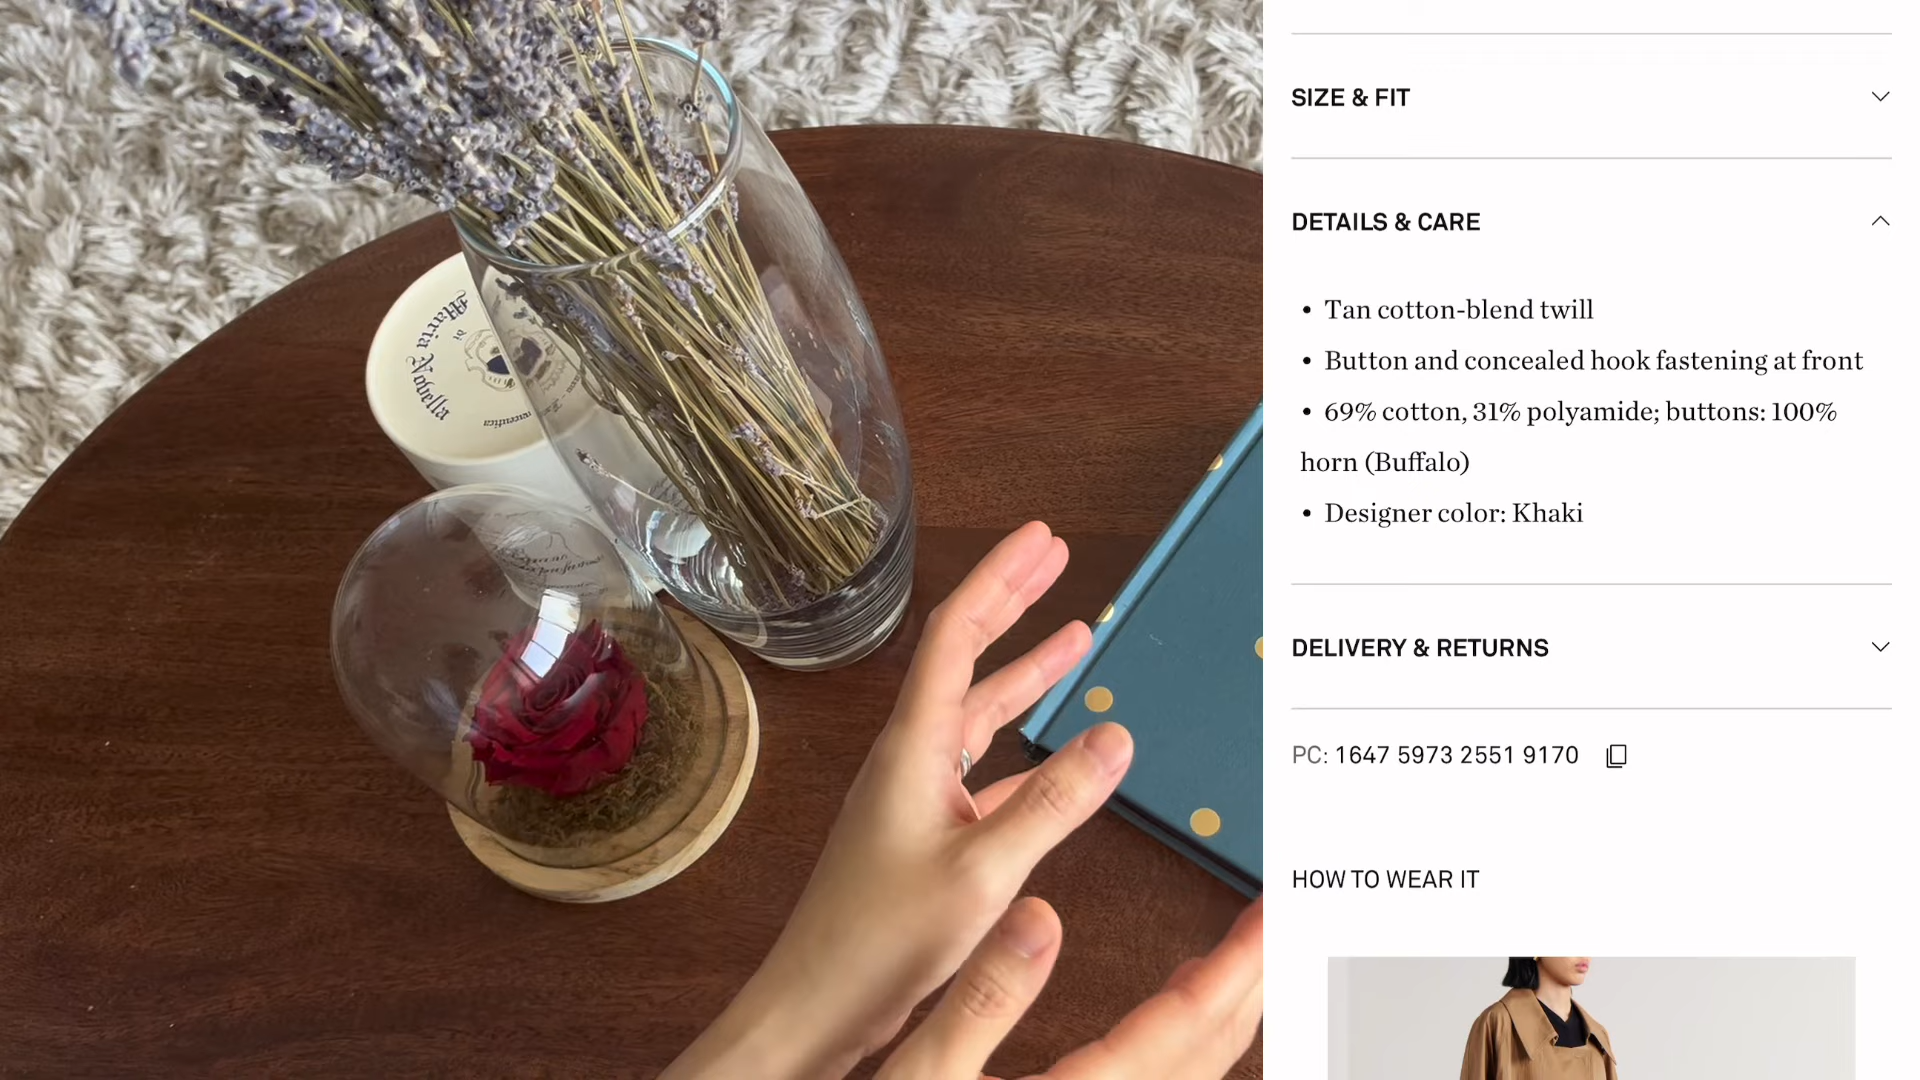 Maria Novella
di
SIZE & FIT
DETAILS & CARE
• Tan cotton-blend twill
• Button and concealed hook fastening at front
• 69% cotton, 31% polyamide; buttons: 100%
horn (Buffalo)
• Designer color: Khaki
DELIVERY & RETURNS
PC: 1647 5973 2551 9170
HOW TO WEAR IT